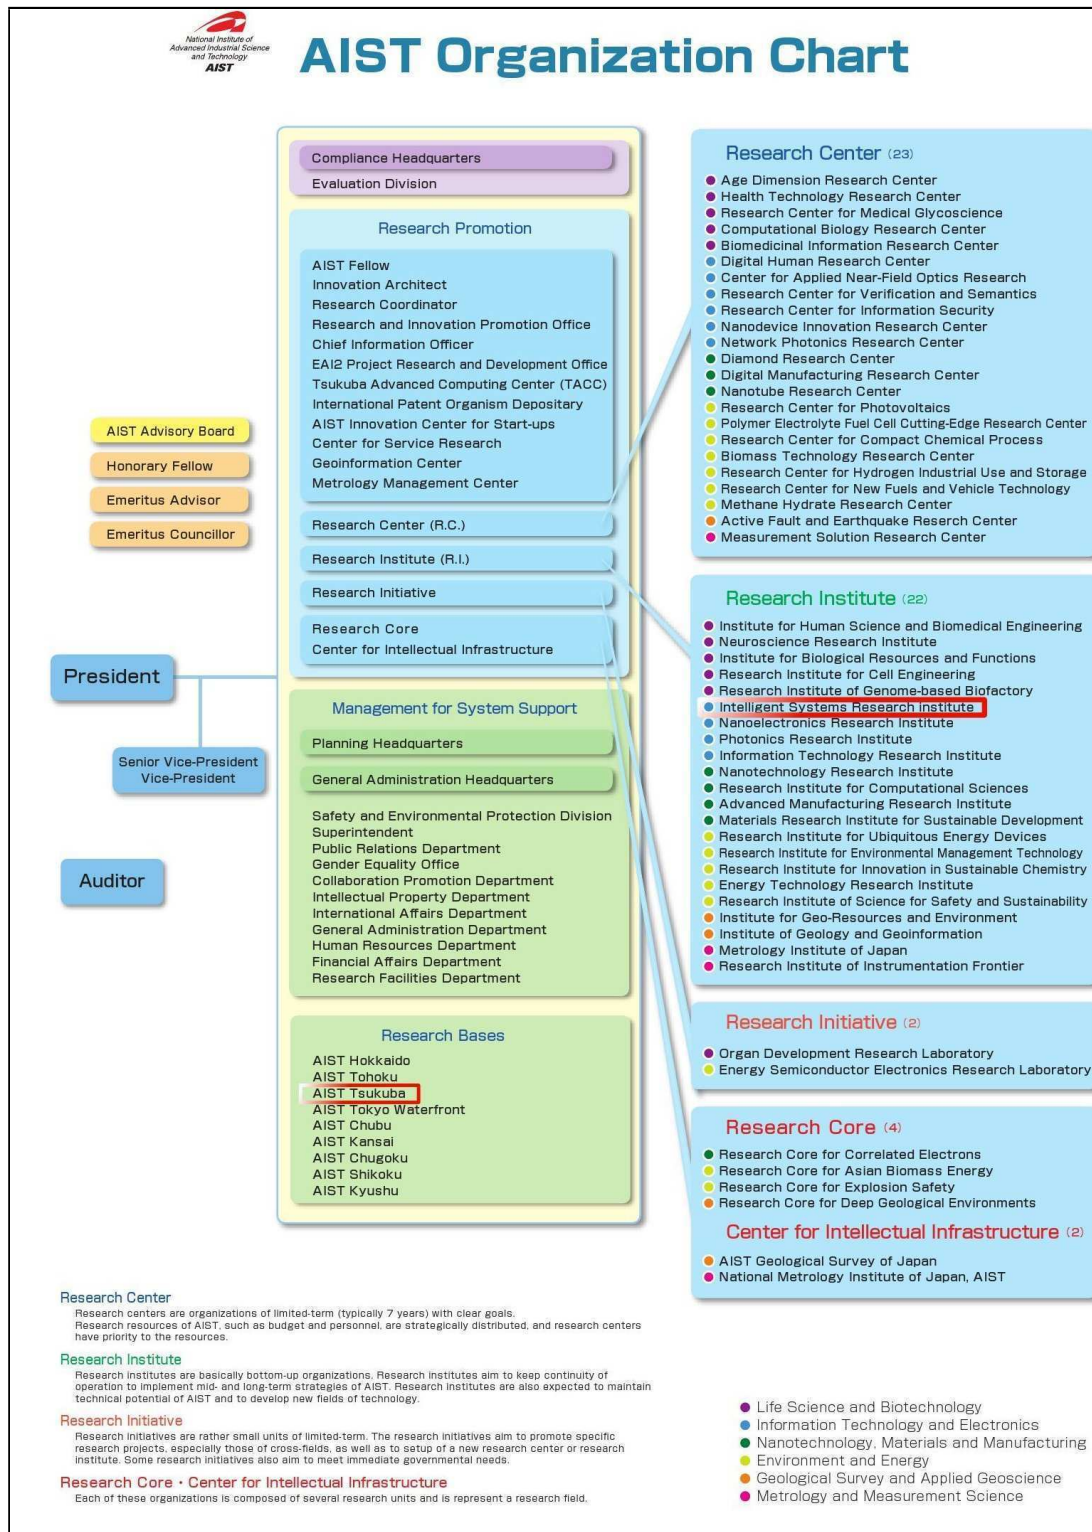 National Institute of
Advanced Industrial Science
and Technology
AIST
AIST Organization Chart
Compliance Headquarters
Evaluation Division
Research Promotion
AIST Fellow
Innovation Architect
Research Coordinator
Research and Innovation Promotion Office
Chief Information Officer
EAI2 Project Research and Development Office
Tsukuba Advanced Computing Center (TACC)
International Patent Organism Depositary
AIST Innovation Center for Start-ups
Center for Service Research
Geoinformation Center
Metrology Management Center
Research Center (R.C.)
Research Institute (R.I.)
Research Initiative
Research Core
Center for Intellectual Infrastructure
AIST Advisory Board
Honorary Fellow
Emeritus Advisor
Emeritus Councillor
President
Senior Vice-President
Vice-President
Auditor
Management for System Support
Planning Headquarters
General Administration Headquarters
Safety and Environmental Protection Division
Superintendent
Public Relations Department
Gender Equality Office
Collaboration Promotion Department
Intellectual Property Department
International Affairs Department
General Administration Department
Human Resources Department
Financial Affairs Department
Research Facilities Department
Research Bases
AIST Hokkaido
AIST Tohoku
AIST Tsukuba
AIST Tokyo Waterfront
AIST Chubu
AIST Kansai
AIST Chugoku
AIST Shikoku
AIST Kyushu
Research Center (23)
Age Dimension Research Center
Health Technology Research Center
Research Center for Medical Glycoscience
Computational Biology Research Center
Biomedicinal Information Research Center
Digital Human Research Center
Center for Applied Near-Field Optics Research
Research Center for Verification and Semantics
Research Center for Information Security
Nanodevice Innovation Research Center
Network Photonics Research Center
Diamond Research Center
Digital Manufacturing Research Center
Nanotube Research Center
Research Center for Photovoltaics
Polymer Electrolyte Fuel Cell Cutting-Edge Research Center
Research Center for Compact Chemical Process
Biomass Technology Research Center
Research Center for Hydrogen Industrial Use and Storage
Research Center for New Fuels and Vehicle Technology
Methane Hydrate Research Center
Active Fault and Earthquake Reserch Center
Measurement Solution Research Center
Research Institute (22)
Institute for Human Science and Biomedical Engineering
Neuroscience Research Institute
Institute for Biological Resources and Functions
Research Institute for Cell Engineering
Research Institute of Genome-based Biofactory
Intelligent Systems Research institute
Nanoelectronics Research Institute
Photonics Research Institute
Information Technology Research Institute
Nanotechnology Research Institute
Research Institute for Computational Sciences
Advanced Manufacturing Research Institute
Materials Research Institute for Sustainable Development
Research Institute for Ubiquitous Energy Devices
Research Institute for Environmental Management Technology
Research Institute for Innovation in Sustainable Chemistry
Energy Technology Research Institute
Research Institute of Science for Safety and Sustainability
Institute for Geo-Resources and Environment
Institute of Geology and Geoinformation
Metrology Institute of Japan
Research Institute of Instrumentation Frontier
Research Initiative (2)
Organ Development Research Laboratory
Energy Semiconductor Electronics Research Laboratory
Research Core (4)
Research Core for Correlated Electrons
Research Core for Asian Biomass Energy
Research Core for Explosion Safety
Research Core for Deep Geological Environments
Center for Intellectual Infrastructure (2)
AIST Geological Survey of Japan
National Metrology Institute of Japan, AIST
Research Center
Research centers are organizations of limited-term (typically 7 years) with clear goals.
Research resources of AIST, such as budget and personnel, are strategically distributed, and research centers
have priority to the resources.
Research Institute
Research institutes are basically bottom-up organizations. Research institutes aim to keep continuity of
operation to implement mid- and long-term strategies of AIST. Research institutes are also expected to maintain
technical potential of AIST and to develop new fields of technology.
Research Initiative
Research initiatives are rather small units of limited-term. The research initiatives aim to promote specific
research projects, especially those of cross-fields, as well as to setup of a new research center or research
institute. Some research initiatives also aim to meet immediate governmental needs.
Research Core・Center for Intellectual Infrastructure
Each of these organizations is composed of several research units and is represent a research field.
Life Science and Biotechnology
Information Technology and Electronics
Nanotechnology, Materials and Manufacturing
Environment and Energy
Geological Survey and Applied Geoscience
Metrology and Measurement Science